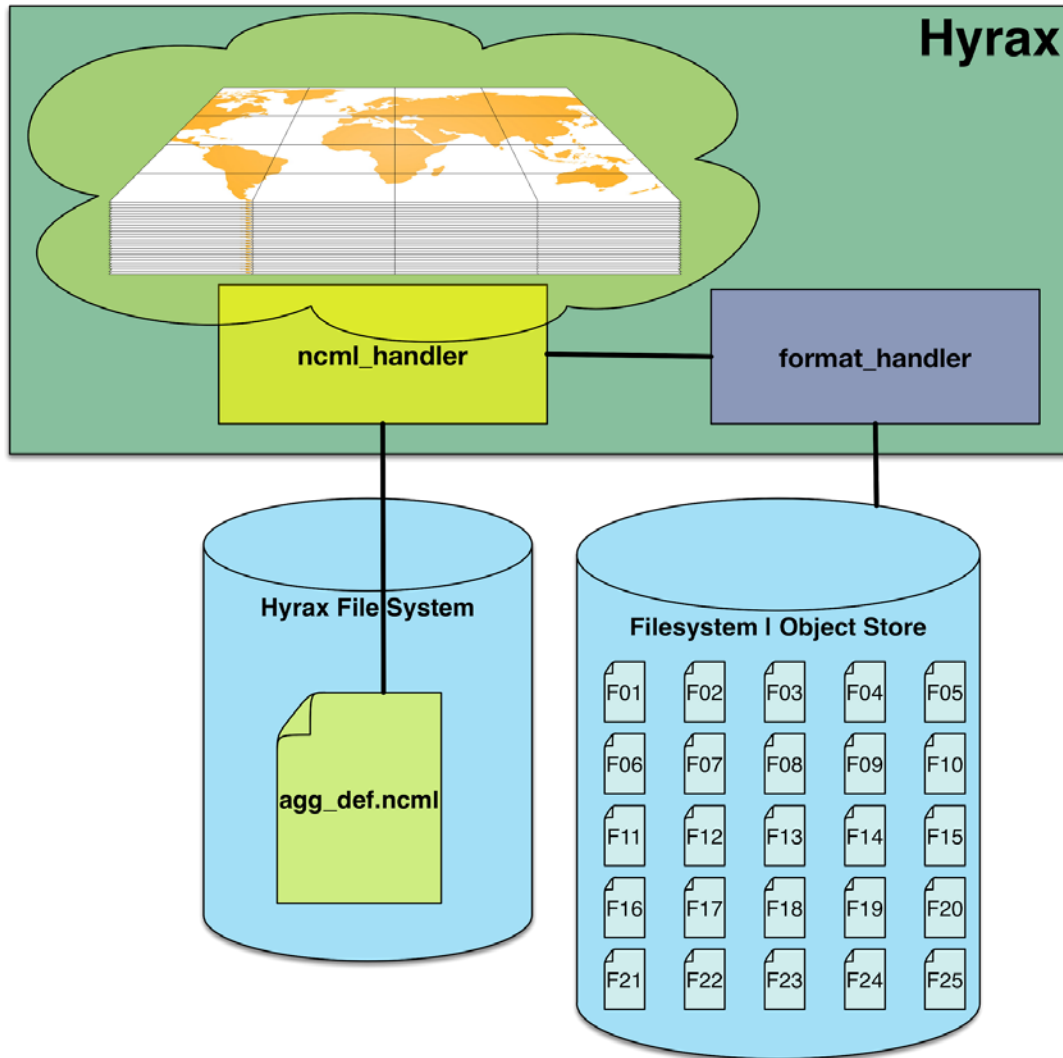 Hyrax
ncml_handler
format_handler
Hyrax File System
Filesystem | Object Store
agg_def.ncml
F01 F02 F03 F04 F05
F06 F07 F08 F09 F10
F11 F12 F13 F14 F15
F16 F17 F18 F19 F20
F21 F22 F23 F24 F25